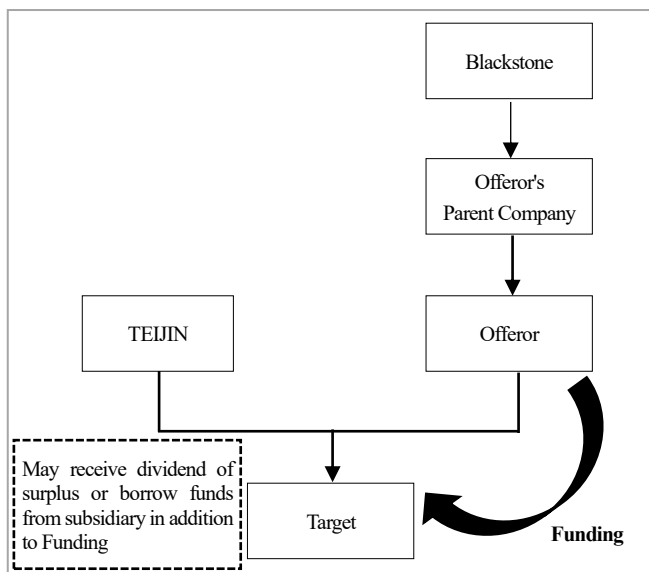 Blackstone
Offeror's
Parent Company
TEIJIN
Offeror
May receive dividend of
surplus or borrow funds
from subsidiary in addition
to Funding
Target
Funding